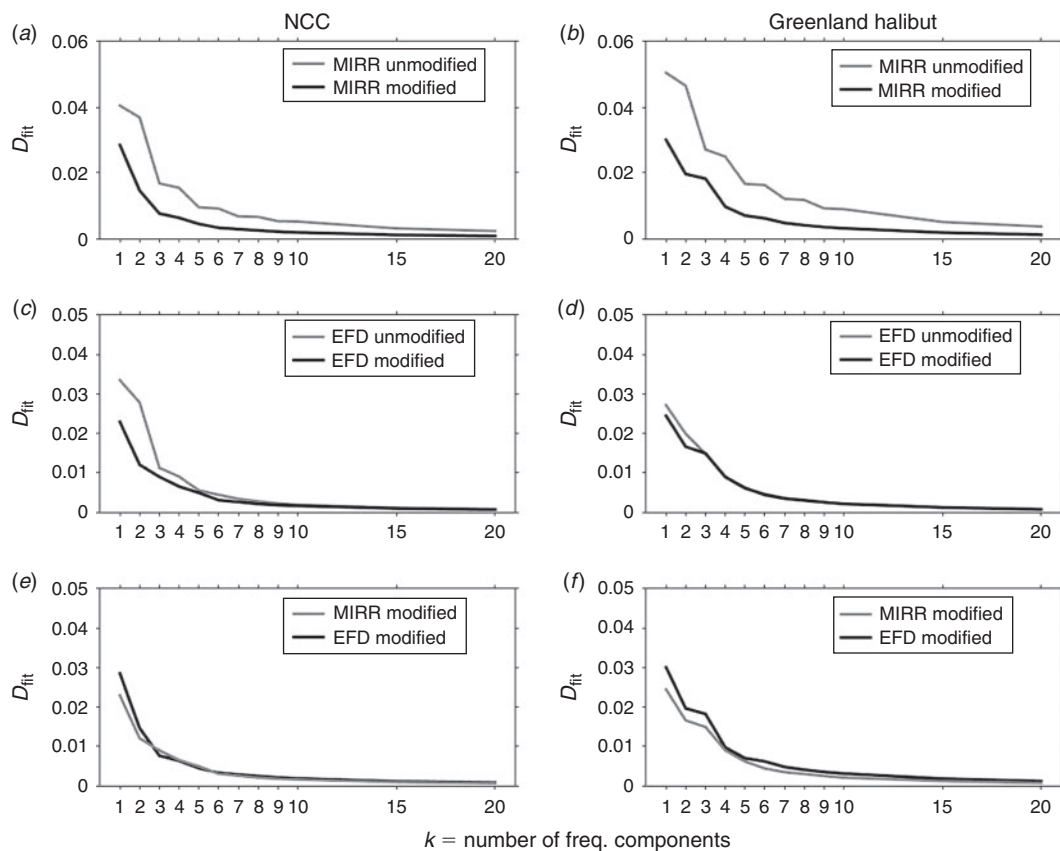 NCC
Greenland halibut
(a)
0.06
0.04
0.02
0
D_fit
MIRR unmodified
MIRR modified
1 2 3 4 5 6 7 8 9 10 15 20
(b)
0.06
0.04
0.02
0
D_fit
MIRR unmodified
MIRR modified
1 2 3 4 5 6 7 8 9 10 15 20
(c)
0.05
0.04
0.03
0.02
0.01
0
D_fit
EFD unmodified
EFD modified
1 2 3 4 5 6 7 8 9 10 15 20
(d)
0.05
0.04
0.03
0.02
0.01
0
D_fit
EFD unmodified
EFD modified
1 2 3 4 5 6 7 8 9 10 15 20
(e)
0.05
0.04
0.03
0.02
0.01
0
D_fit
MIRR modified
EFD modified
1 2 3 4 5 6 7 8 9 10 15 20
(f)
0.05
0.04
0.03
0.02
0.01
0
D_fit
MIRR modified
EFD modified
1 2 3 4 5 6 7 8 9 10 15 20
k = number of freq. components